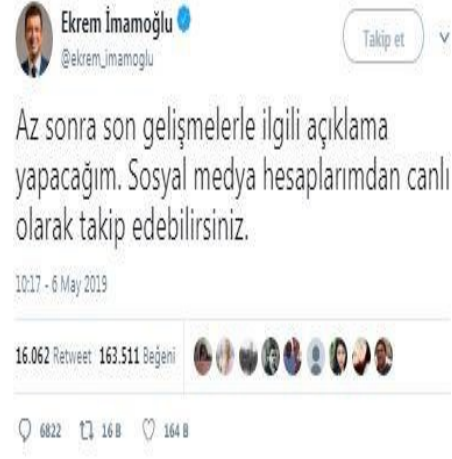 Ekrem İmamoğlu
@ekrem_imamoglu
Takip et
Az sonra son gelişmelerle ilgili açıklama
yapacağım. Sosyal medya hesaplarımdan canlı
olarak takip edebilirsiniz.
10:17 - 6 May 2019
16.062 Retweet 163.511 Beğeni
6822 16 B 164 B